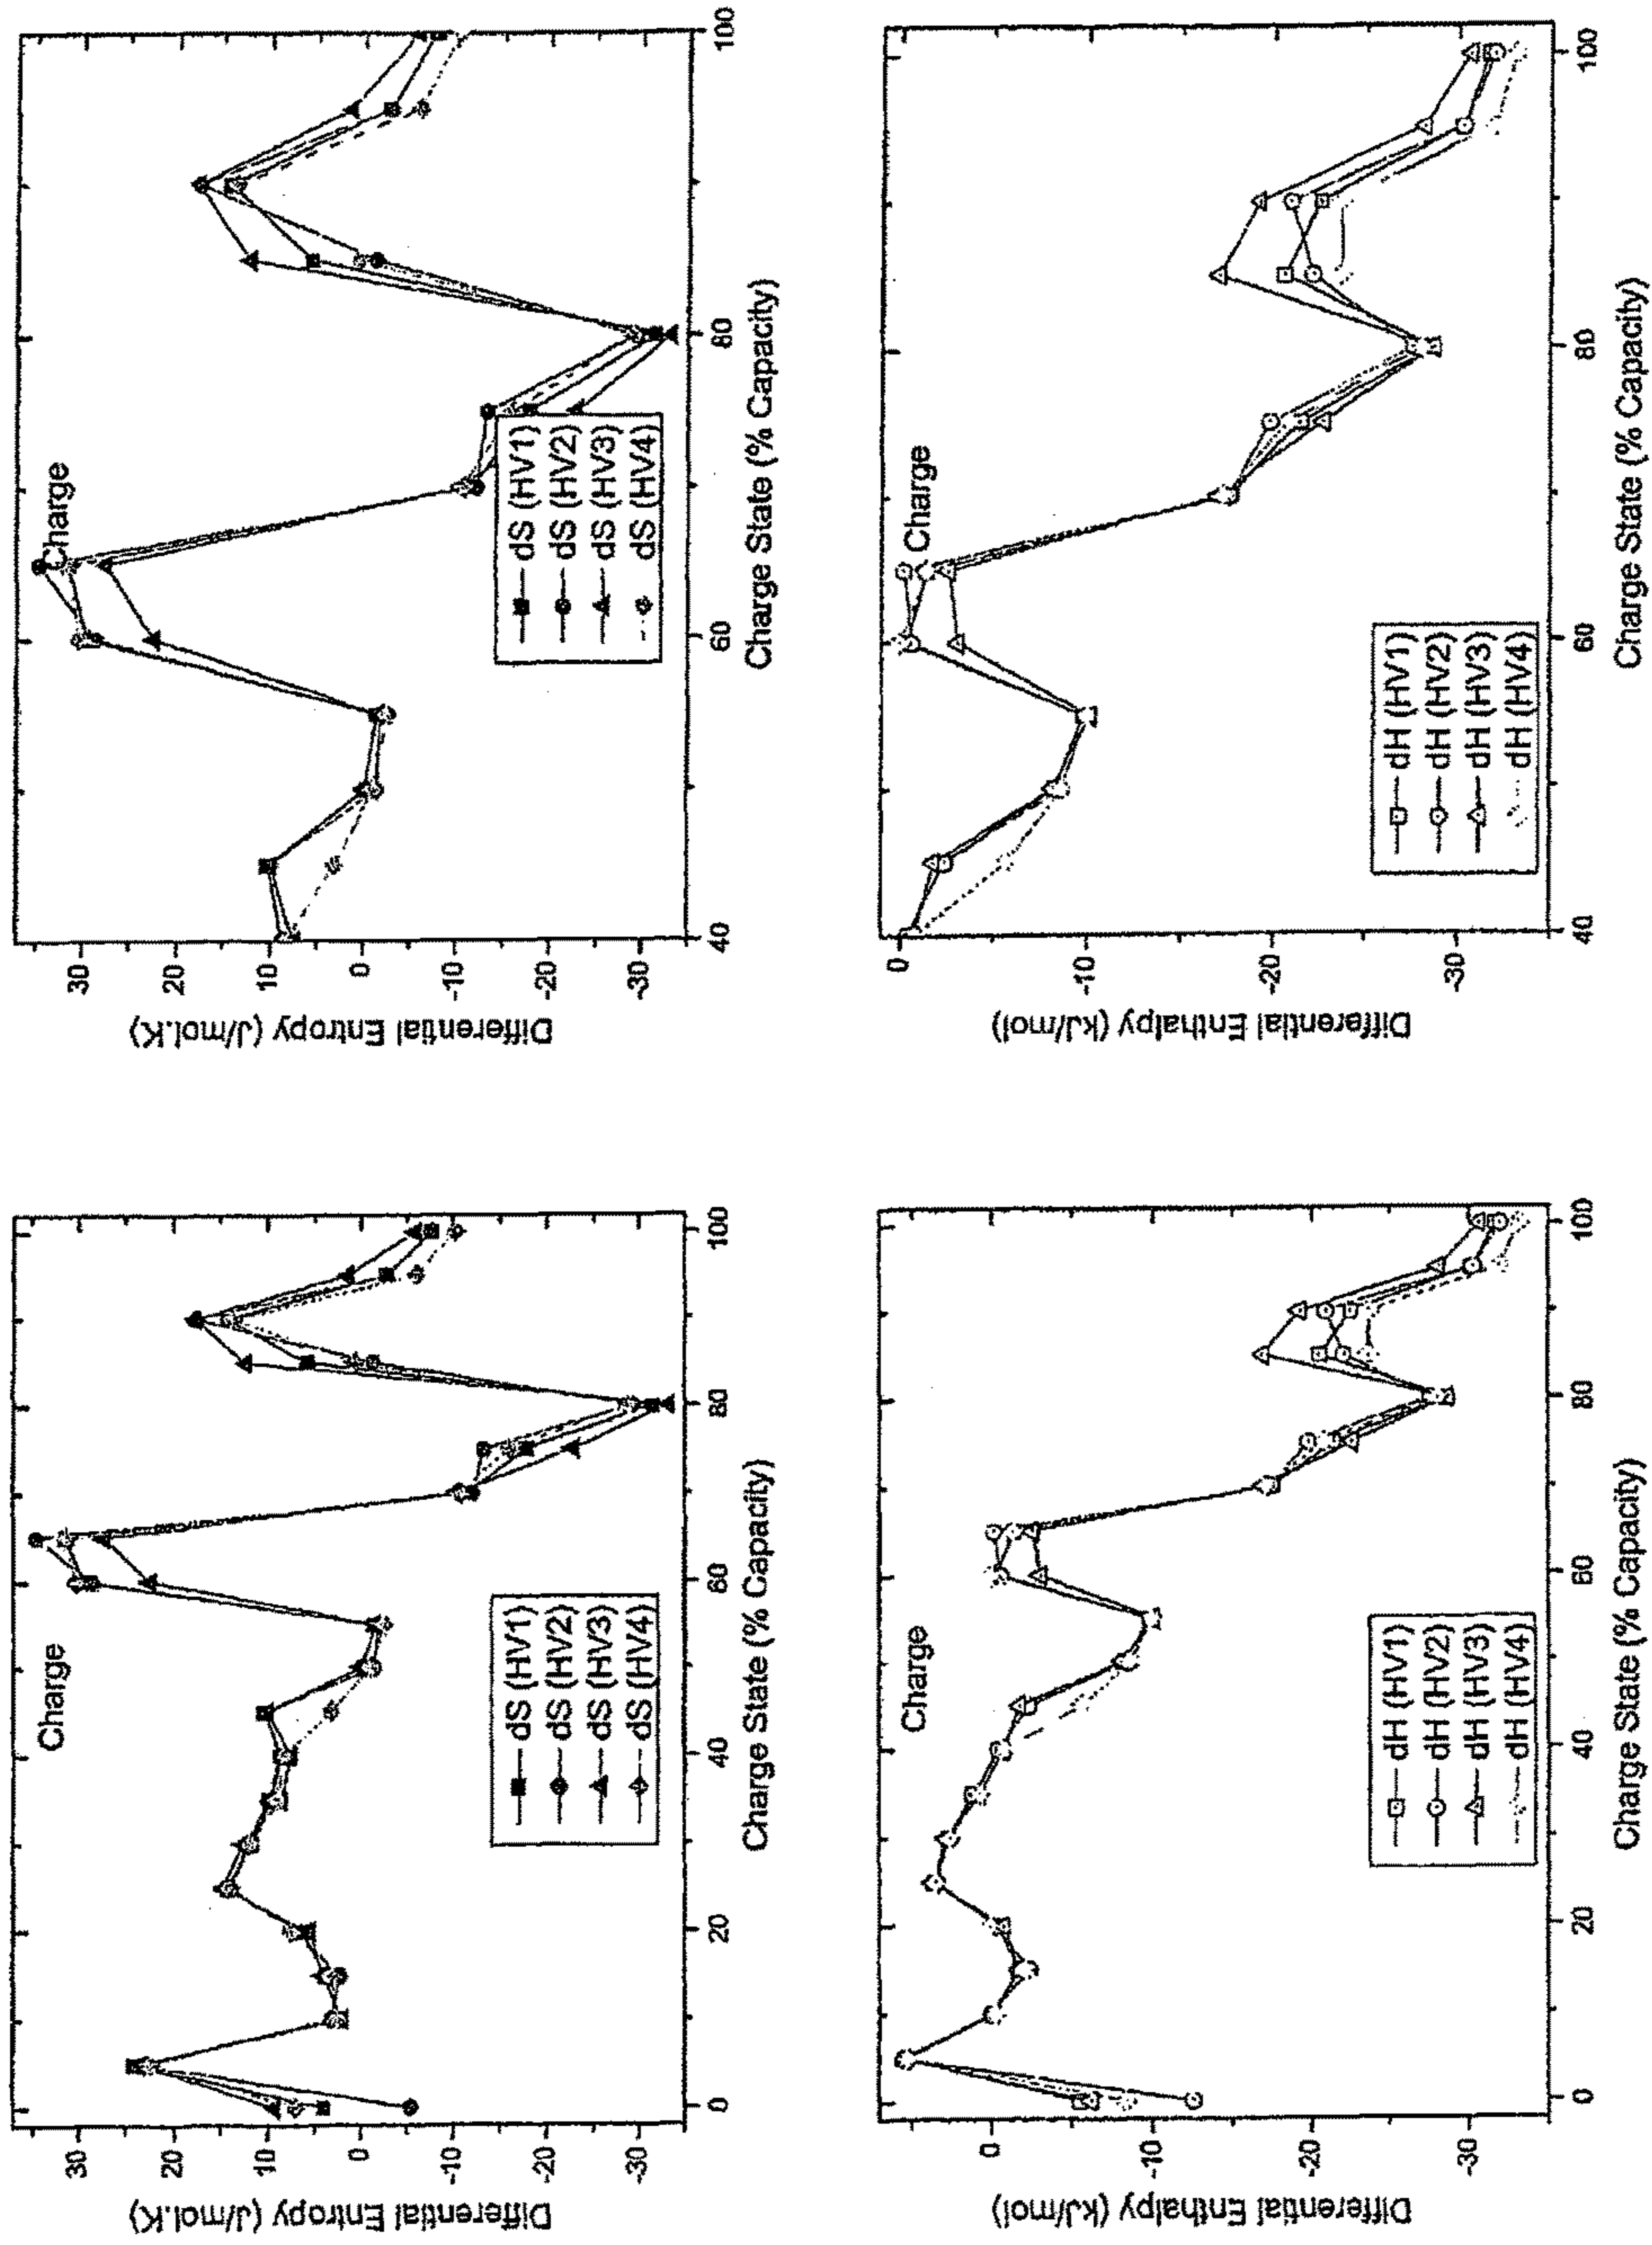 Differential Entropy (J/mol.K)
30
20
10
0
-10
-20
-30
Charge
dS (HV1)
dS (HV2)
dS (HV3)
dS (HV4)
0
20
40
60
80
100
Charge State (% Capacity)
Differential Entropy (J/mol.K)
30
20
10
0
-10
-20
-30
Charge
dS (HV1)
dS (HV2)
dS (HV3)
dS (HV4)
40
60
80
100
Charge State (% Capacity)
Differential Enthalpy (kJ/mol)
0
-10
-20
-30
Charge
dH (HV1)
dH (HV2)
dH (HV3)
dH (HV4)
0
20
40
60
80
100
Charge State (% Capacity)
Differential Enthalpy (kJ/mol)
0
-10
-20
-30
Charge
dH (HV1)
dH (HV2)
dH (HV3)
dH (HV4)
40
60
80
100
Charge State (% Capacity)